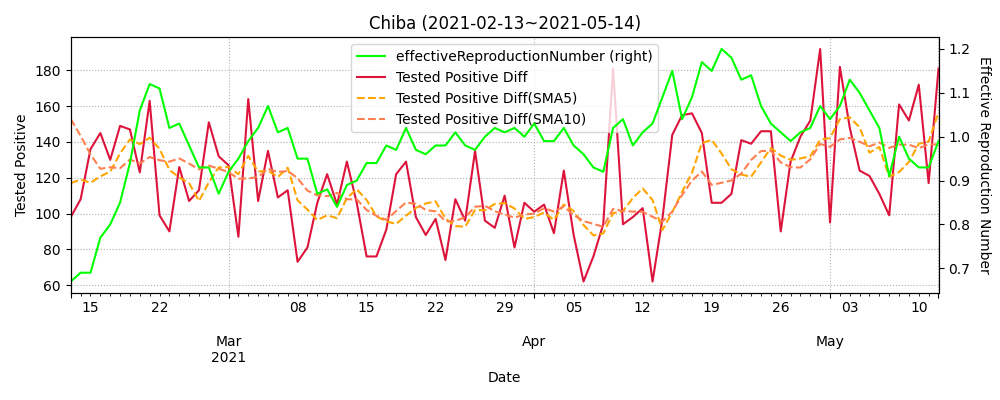 Chiba (2021-02-13~2021-05-14)
effectiveReproductionNumber (right)
Tested Positive Diff
Tested Positive Diff(SMA5)
Tested Positive Diff(SMA10)
Tested Positive
180
160
140
120
100
80
60
1.2
1.1
1.0
0.9
0.8
0.7
Effective Reproduction Number
15 22 08 15 22 29 05 12 19 26 03 10
Mar Apr May
2021
Date